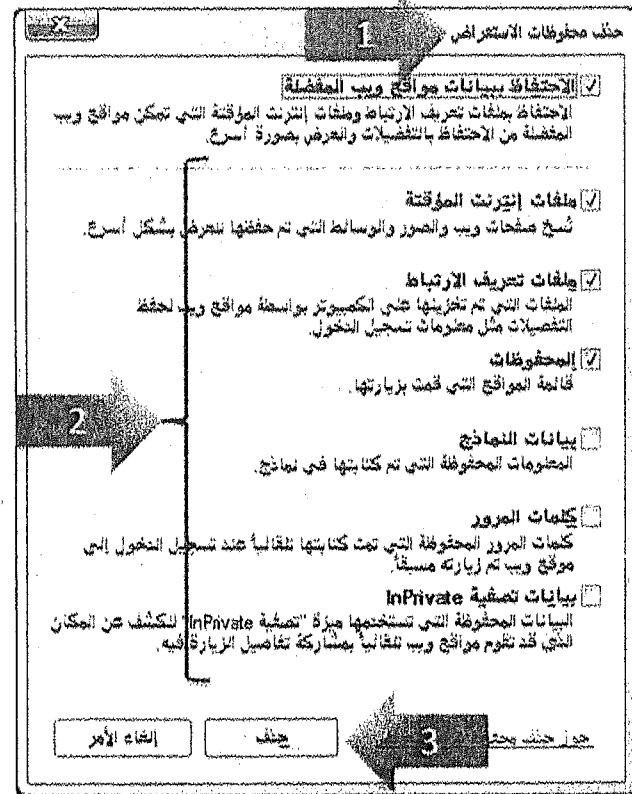 حذف محفوظات الاستعراض
1
الاحتفاظ ببيانات مواقع ويب المفضلة
الاحتفاظ بملفات تعريف الارتباط وملفات إنترنت المؤقتة التي تمكن مواقع ويب
المفضلة من الاحتفاظ بالتفضيلات والعرض بصورة أسرع.
ملفات إنترنت المؤقتة
نسخ صفحات ويب والصور والوسائط التي تم حفظها للعرض بشكل أسرع.
ملفات تعريف الارتباط
الملفات التي تم تخزينها على الكمبيوتر بواسطة مواقع ويب لحفظ
التفضيلات مثل معلومات تسجيل الدخول.
المحفوظات
قائمة المواقع التي قمت بزيارتها.
2
بيانات النماذج
المعلومات المحفوظة التي تم كتابتها في نماذج.
كلمات المرور
كلمات المرور المحفوظة التي تمت كتابتها تلقائياً عند تسجيل الدخول إلى
موقع ويب تم زيارته مسبقاً.
بيانات تصفية InPrivate
البيانات المحفوظة التي تستخدمها ميزة "تصفية InPrivate" للكشف عن المكان
الذي قد تقوم مواقع ويب تلقائياً بمشاركة تفاصيل الزيارة فيه.
حول حذف 3 حذف إلغاء الأمر